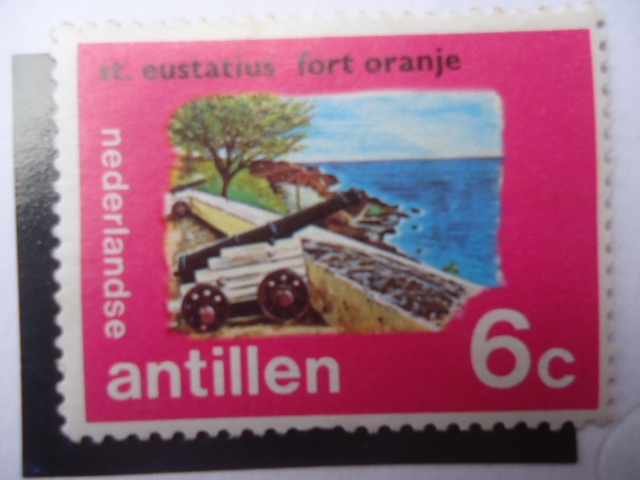 st. eustatius fort oranje
nederlandse
antillen
6c